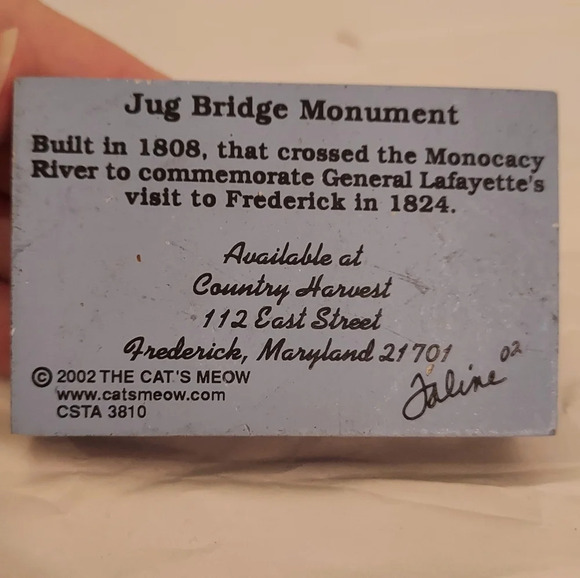 Jug Bridge Monument
Built in 1808, that crossed the Monocacy
River to commemorate General Lafayette's
visit to Frederick in 1824.
Available at
Country Harvest
112 East Street
Frederick, Maryland 21701
© 2002 THE CAT'S MEOW
www.catsmeow.com
CSTA 3810
Faline 02